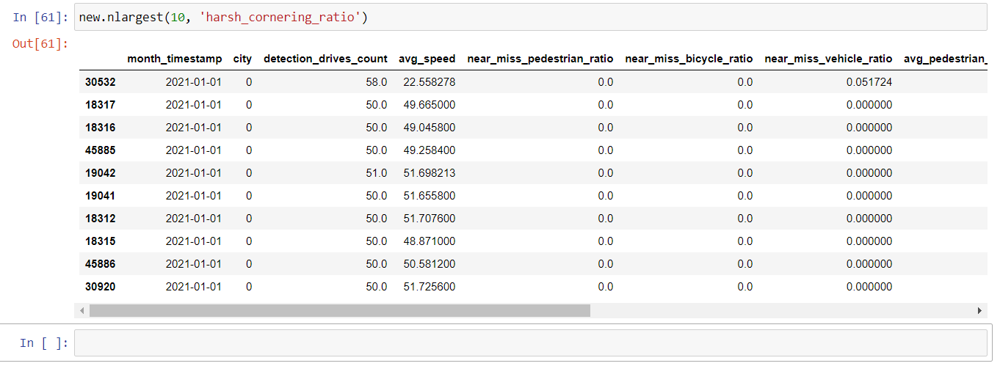 In [61]: new.nlargest(10, 'harsh_cornering_ratio')
Out[61]:
month_timestamp city detection_drives_count avg_speed near_miss_pedestrian_ratio near_miss_bicycle_ratio near_miss_vehicle_ratio avg_pedestrian_
30532 2021-01-01 0 58.0 22.558278 0.0 0.0 0.051724
18317 2021-01-01 0 50.0 49.665000 0.0 0.0 0.000000
18316 2021-01-01 0 50.0 49.045800 0.0 0.0 0.000000
45885 2021-01-01 0 50.0 49.258400 0.0 0.0 0.000000
19042 2021-01-01 0 51.0 51.698213 0.0 0.0 0.000000
19041 2021-01-01 0 50.0 51.655800 0.0 0.0 0.000000
18312 2021-01-01 0 50.0 51.707600 0.0 0.0 0.000000
18315 2021-01-01 0 50.0 48.871000 0.0 0.0 0.000000
45886 2021-01-01 0 50.0 50.581200 0.0 0.0 0.000000
30920 2021-01-01 0 50.0 51.725600 0.0 0.0 0.000000
In [ ]: